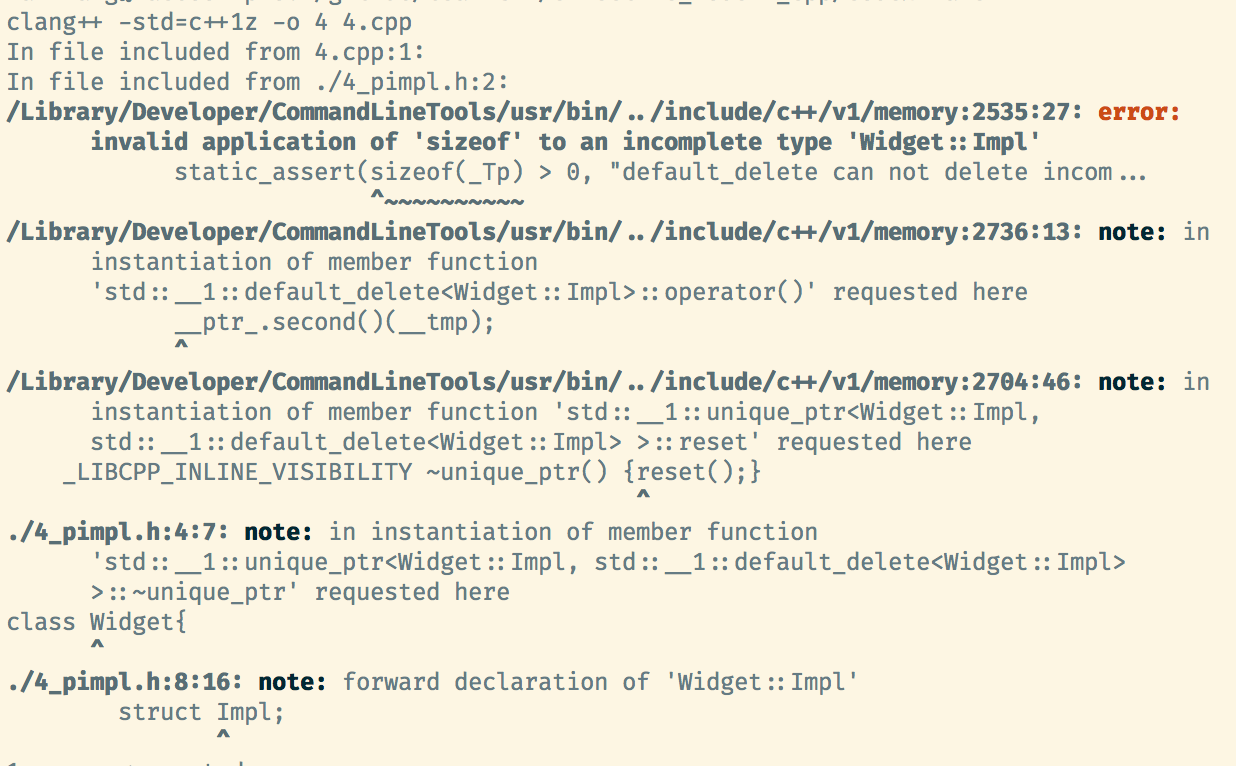 clang++ -std=c++1z -o 4 4.cpp
In file included from 4.cpp:1:
In file included from ./4_pimpl.h:2:
/Library/Developer/CommandLineTools/usr/bin/../include/c++/v1/memory:2535:27: error:
      invalid application of 'sizeof' to an incomplete type 'Widget::Impl'
            static_assert(sizeof(_Tp) > 0, "default_delete can not delete incom...
                          ^~~~~~~~~~~
/Library/Developer/CommandLineTools/usr/bin/../include/c++/v1/memory:2736:13: note: in
      instantiation of member function
      'std::__1::default_delete<Widget::Impl>::operator()' requested here
            __ptr_.second()(__tmp);
            ^
/Library/Developer/CommandLineTools/usr/bin/../include/c++/v1/memory:2704:46: note: in
      instantiation of member function 'std::__1::unique_ptr<Widget::Impl,
      std::__1::default_delete<Widget::Impl> >::reset' requested here
    _LIBCPP_INLINE_VISIBILITY ~unique_ptr() {reset();}
                                             ^
./4_pimpl.h:4:7: note: in instantiation of member function
      'std::__1::unique_ptr<Widget::Impl, std::__1::default_delete<Widget::Impl>
      >::~unique_ptr' requested here
class Widget{
      ^
./4_pimpl.h:8:16: note: forward declaration of 'Widget::Impl'
        struct Impl;
               ^